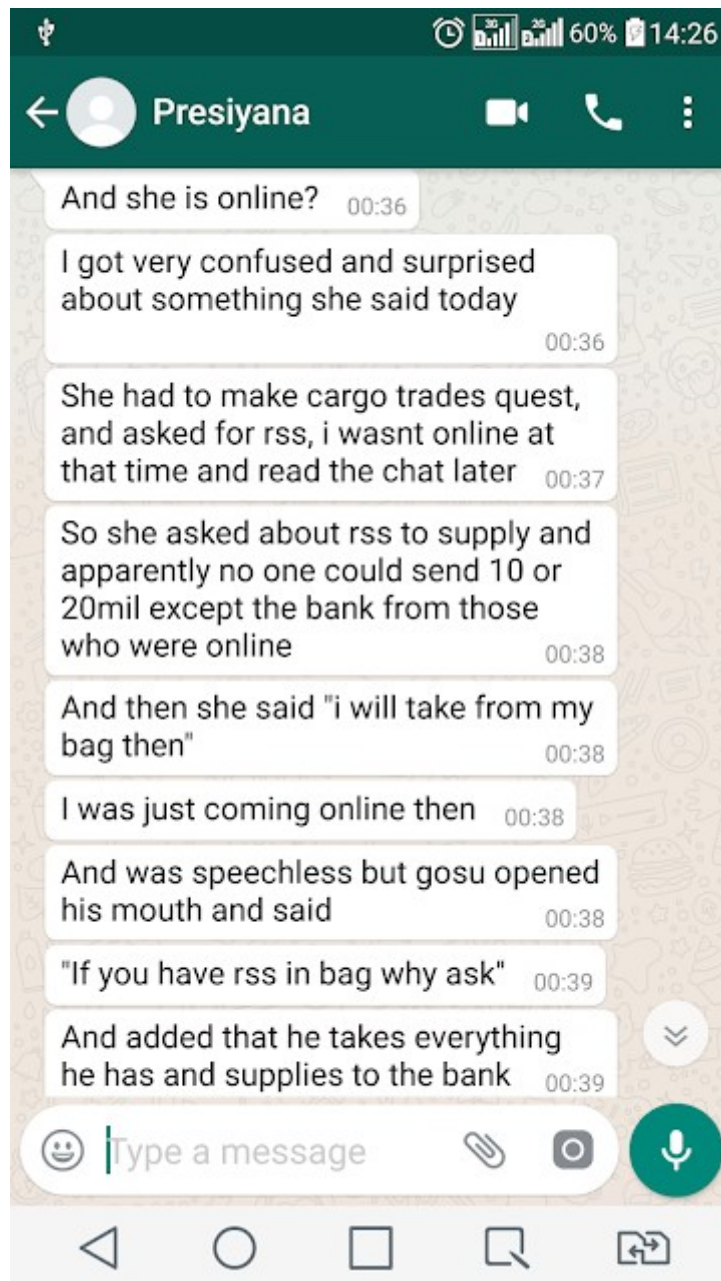 60% 14:26
Presiyana
And she is online? 00:36
I got very confused and surprised
about something she said today
00:36
She had to make cargo trades quest,
and asked for rss, i wasnt online at
that time and read the chat later 00:37
So she asked about rss to supply and
apparently no one could send 10 or
20mil except the bank from those
who were online 00:38
And then she said "i will take from my
bag then" 00:38
I was just coming online then 00:38
And was speechless but gosu opened
his mouth and said 00:38
"If you have rss in bag why ask" 00:39
And added that he takes everything
he has and supplies to the bank 00:39
Type a message